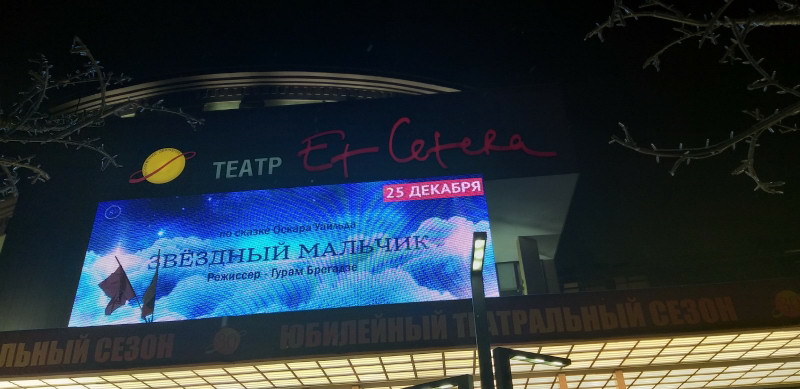 ТЕАТР Et Cetera
25 ДЕКАБРЯ
по сказке Оскара Уайльда
ЗВЁЗДНЫЙ МАЛЬЧИК
Режиссер - Гурам Брегадзе
ЛЬНЫЙ СЕЗОН ЮБИЛЕЙНЫЙ ТЕАТРАЛЬНЫЙ СЕЗОН